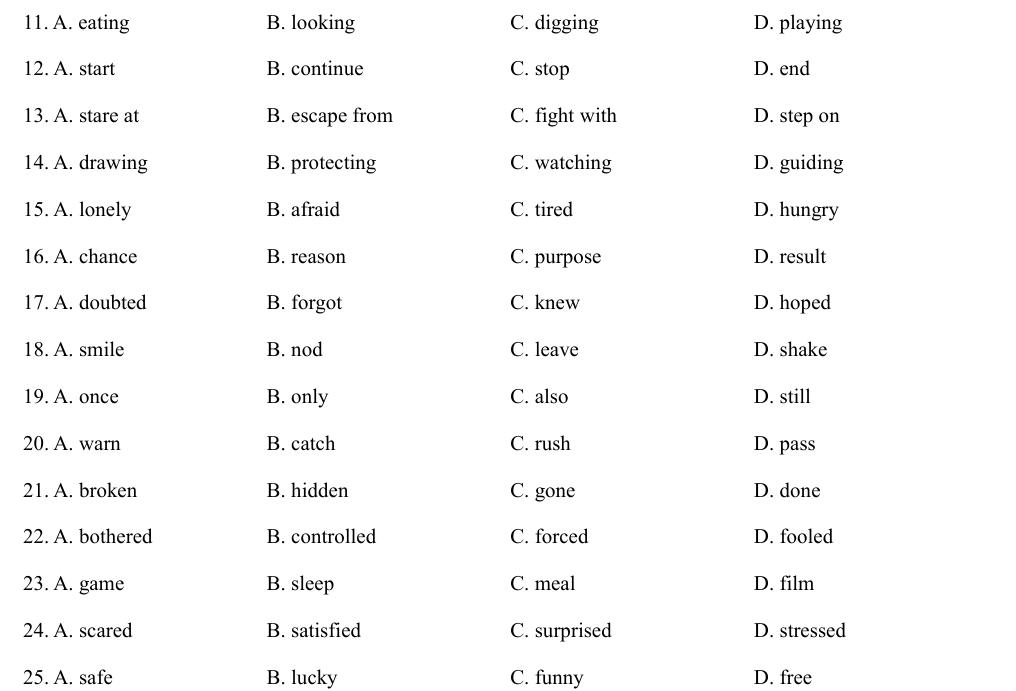 11. A. eating B. looking C. digging D. playing
12. A. start B. continue C. stop D. end
13. A. stare at B. escape from C. fight with D. step on
14. A. drawing B. protecting C. watching D. guiding
15. A. lonely B. afraid C. tired D. hungry
16. A. chance B. reason C. purpose D. result
17. A. doubted B. forgot C. knew D. hoped
18. A. smile B. nod C. leave D. shake
19. A. once B. only C. also D. still
20. A. warn B. catch C. rush D. pass
21. A. broken B. hidden C. gone D. done
22. A. bothered B. controlled C. forced D. fooled
23. A. game B. sleep C. meal D. film
24. A. scared B. satisfied C. surprised D. stressed
25. A. safe B. lucky C. funny D. free